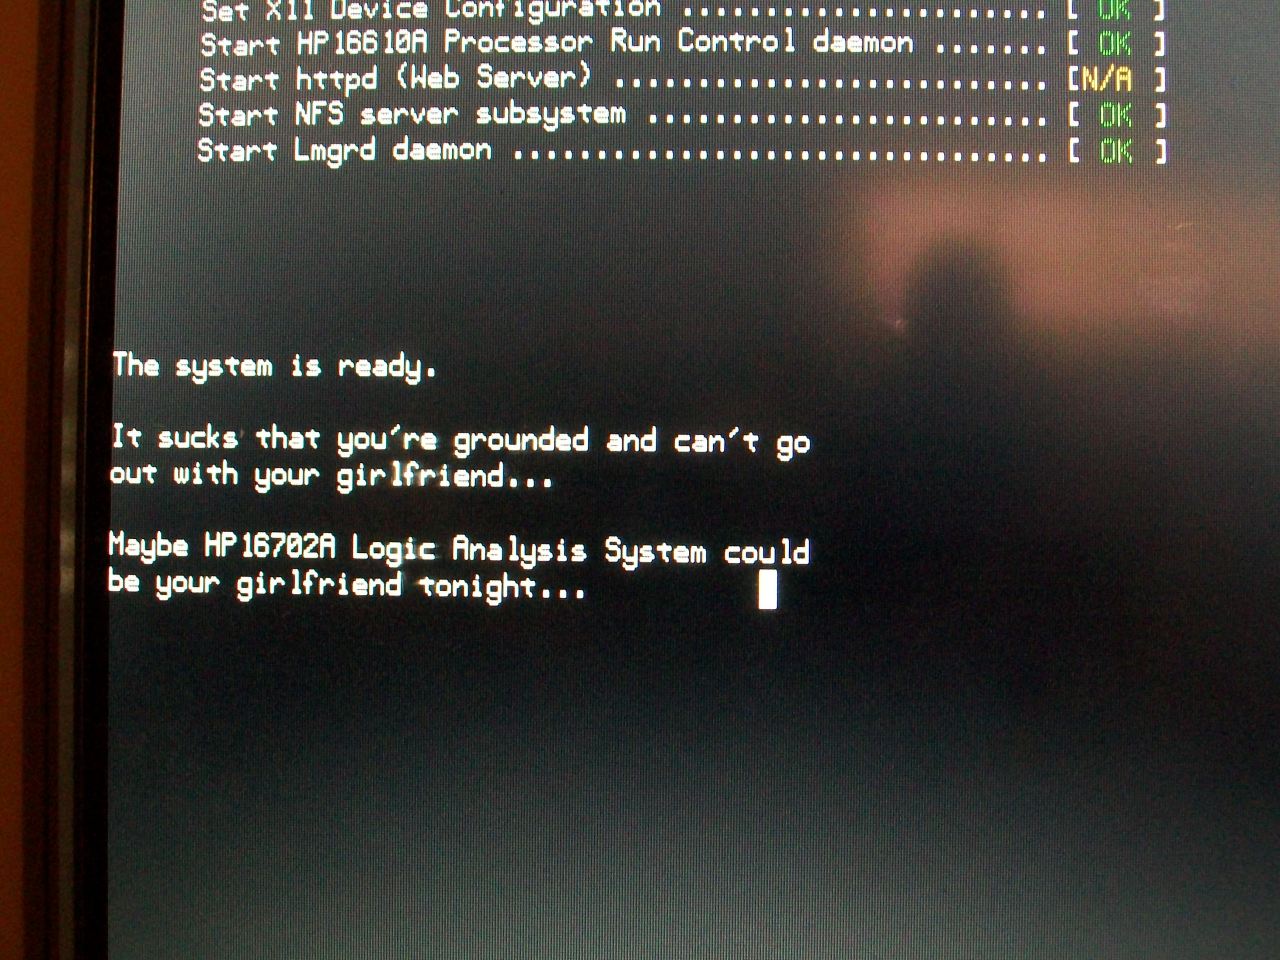 Set X11 Device Configuration ...................... [ OK ]
Start HP16610A Processor Run Control daemon ....... [ OK ]
Start httpd (Web Server) .......................... [N/A ]
Start NFS server subsystem ........................ [ OK ]
Start Lmgrd daemon ................................ [ OK ]
The system is ready.
It sucks that you're grounded and can't go
out with your girlfriend...
Maybe HP16702A Logic Analysis System could
be your girlfriend tonight...